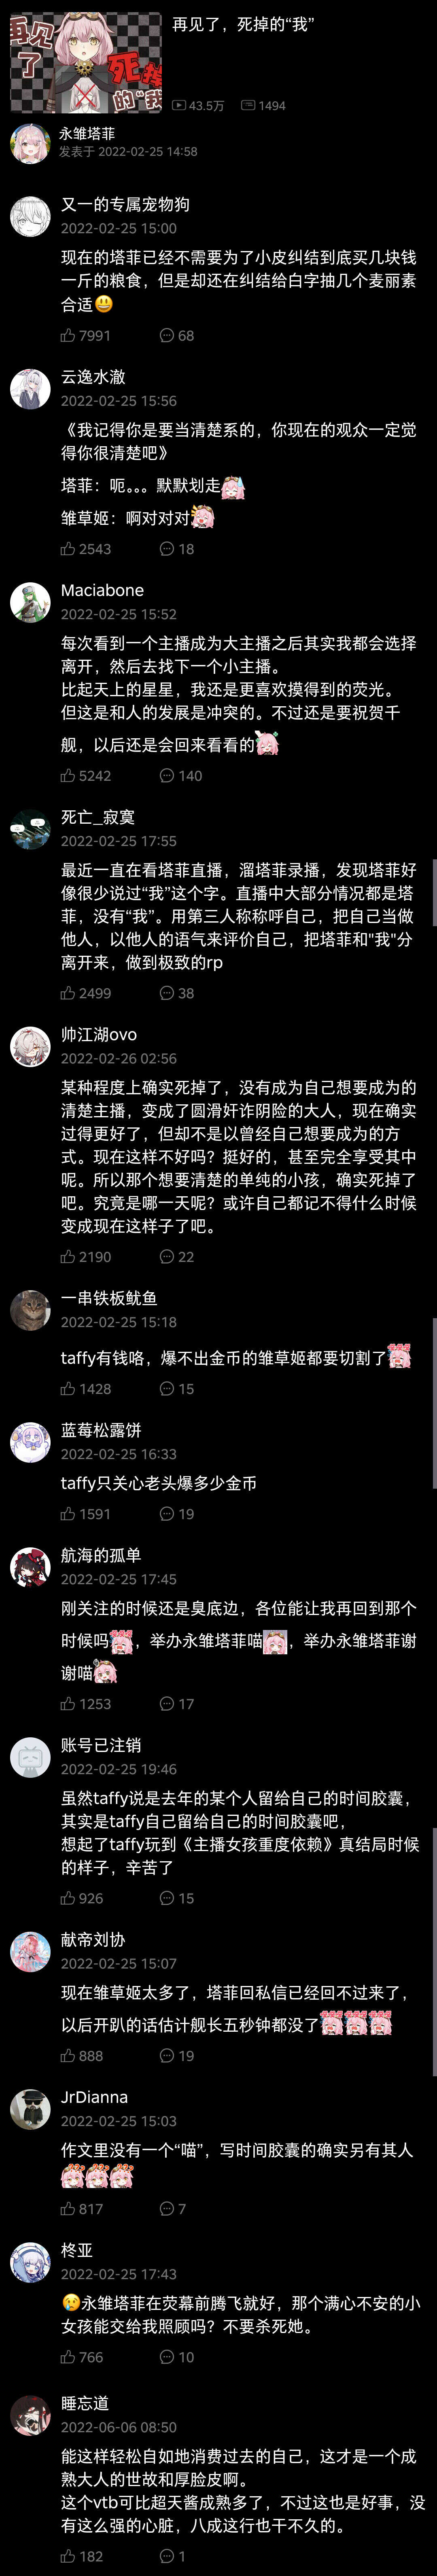 再见了
死掉的“我”
再见了，死掉的“我”
43.5万 1494
永雏塔菲
发表于 2022-02-25 14:58
又一的专属宠物狗
2022-02-25 15:00
现在的塔菲已经不需要为了小皮纠结到底买几块钱
一斤的粮食，但是却还在纠结给白字抽几个麦丽素
合适😃
7991 68
云逸水澈
2022-02-25 15:56
《我记得你是要当清楚系的，你现在的观众一定觉
得你很清楚吧》
塔菲：呃。。。默默划走
雏草姬：啊对对对
2543 18
Maciabone
2022-02-25 15:52
每次看到一个主播成为大主播之后其实我都会选择
离开，然后去找下一个小主播。
比起天上的星星，我还是更喜欢摸得到的荧光。
但这是和人的发展是冲突的。不过还是要祝贺千
舰，以后还是会回来看看的
5242 140
死亡_寂寞
2022-02-25 17:55
最近一直在看塔菲直播，溜塔菲录播，发现塔菲好
像很少说过“我”这个字。直播中大部分情况都是塔
菲，没有“我”。用第三人称称呼自己，把自己当做
他人，以他人的语气来评价自己，把塔菲和"我"分
离开来，做到极致的rp
2499 38
帅江湖ovo
2022-02-26 02:56
某种程度上确实死掉了，没有成为自己想要成为的
清楚主播，变成了圆滑奸诈阴险的大人，现在确实
过得更好了，但却不是以曾经自己想要成为的方
式。现在这样不好吗？挺好的，甚至完全享受其中
呢。所以那个想要清楚的单纯的小孩，确实死掉了
吧。究竟是哪一天呢？或许自己都记不得什么时候
变成现在这样子了吧。
2190 22
一串铁板鱿鱼
2022-02-25 15:18
taffy有钱咯，爆不出金币的雏草姬都要切割了
1428 15
蓝莓松露饼
2022-02-25 16:33
taffy只关心老头爆多少金币
1591 19
航海的孤单
2022-02-25 17:45
刚关注的时候还是臭底边，各位能让我再回到那个
时候吗，举办永雏塔菲喵，举办永雏塔菲谢
谢喵
1253 17
账号已注销
2022-02-25 19:46
虽然taffy说是去年的某个人留给自己的时间胶囊，
其实是taffy自己留给自己的时间胶囊吧，
想起了taffy玩到《主播女孩重度依赖》真结局时候
的样子，辛苦了
926 15
献帝刘协
2022-02-25 15:07
现在雏草姬太多了，塔菲回私信已经回不过来了，
以后开趴的话估计舰长五秒钟都没了
888 19
JrDianna
2022-02-25 15:03
作文里没有一个“喵”，写时间胶囊的确实另有其人
817 7
柊亚
2022-02-25 17:43
😢永雏塔菲在荧幕前腾飞就好，那个满心不安的小
女孩能交给我照顾吗？不要杀死她。
766 10
睡忘道
2022-06-06 08:50
能这样轻松自如地消费过去的自己，这才是一个成
熟大人的世故和厚脸皮啊。
这个vtb可比超天酱成熟多了，不过这也是好事，没
有这么强的心脏，八成这行也干不久的。
182 1